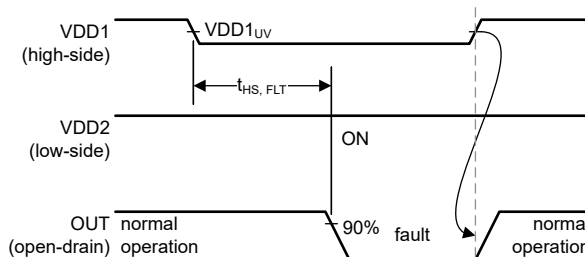 VDD1
(high-side)
VDD1UV
tHS, FLT
VDD2
(low-side)
ON
OUT
(open-drain)
normal
operation
90%
fault
normal
operation